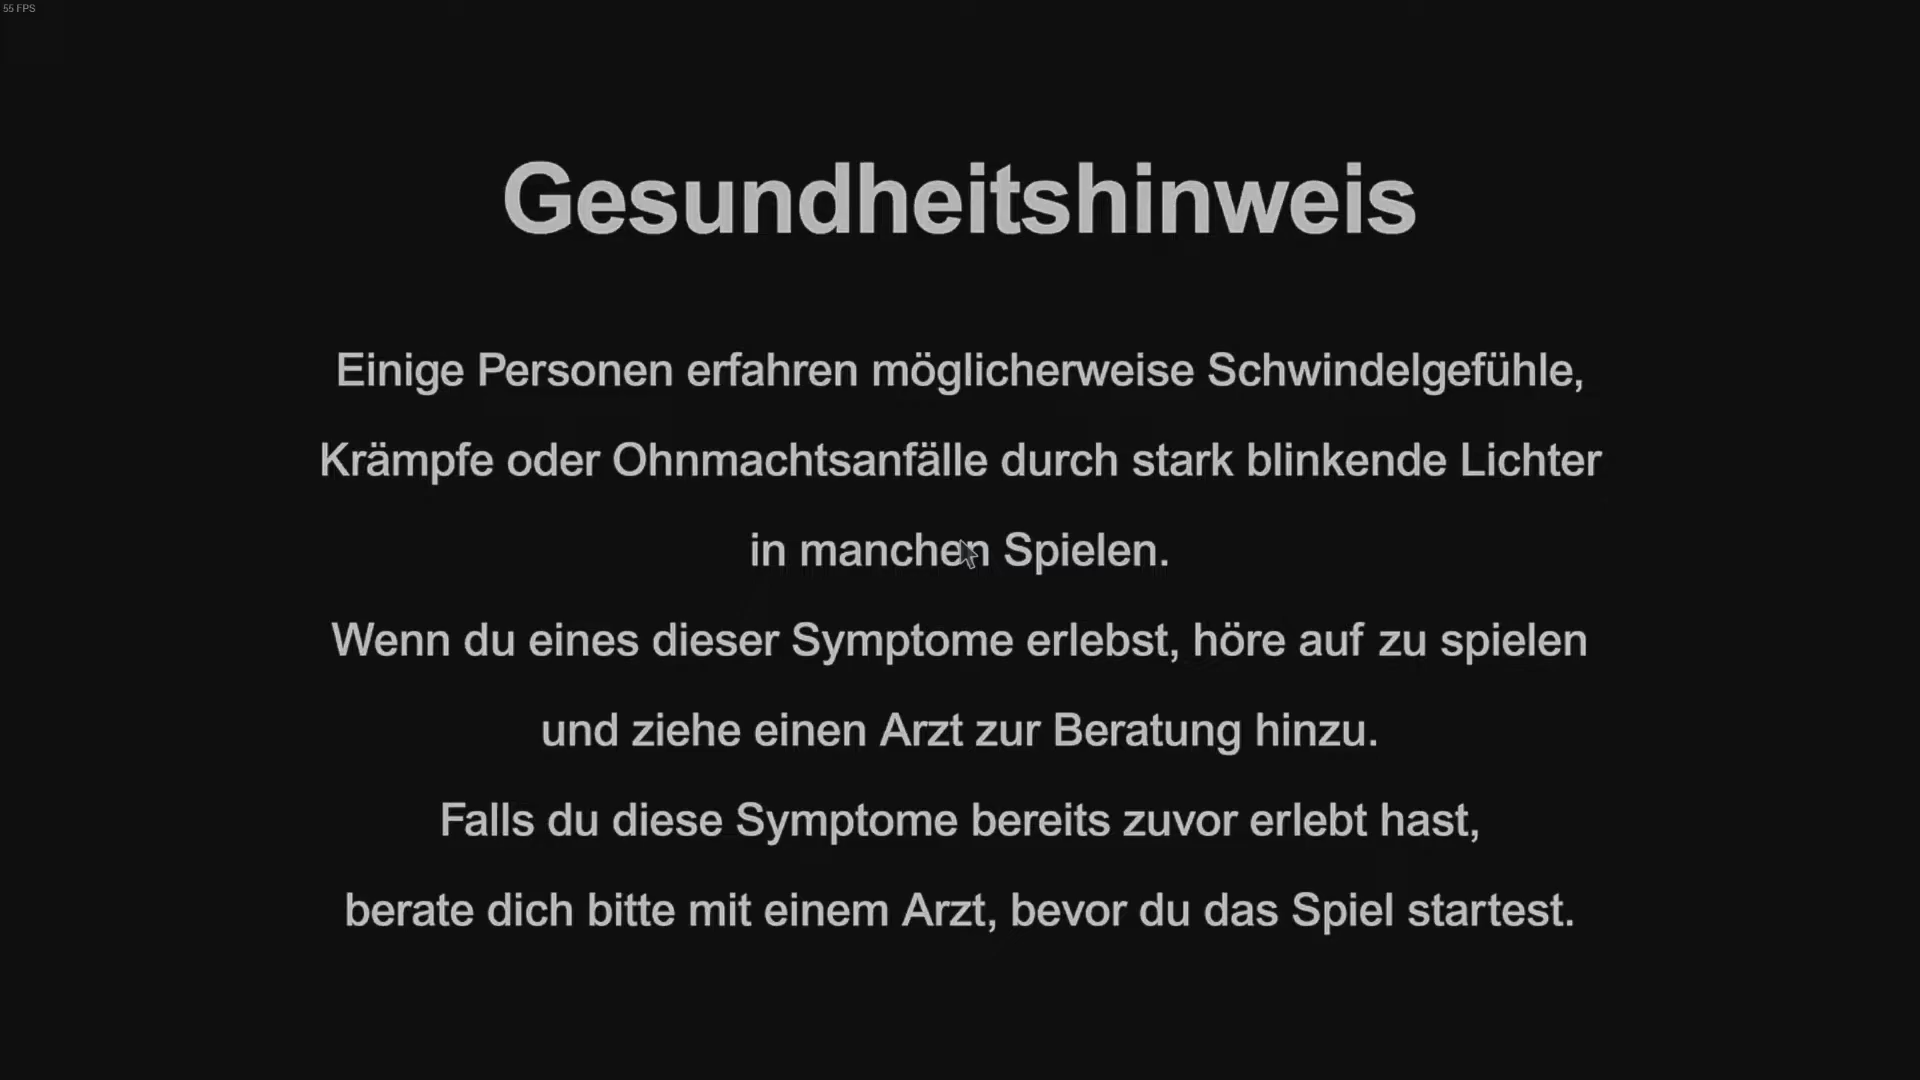 55 FPS
Gesundheitshinweis
Einige Personen erfahren möglicherweise Schwindelgefühle,
Krämpfe oder Ohnmachtsanfälle durch stark blinkende Lichter
in manchen Spielen.
Wenn du eines dieser Symptome erlebst, höre auf zu spielen
und ziehe einen Arzt zur Beratung hinzu.
Falls du diese Symptome bereits zuvor erlebt hast,
berate dich bitte mit einem Arzt, bevor du das Spiel startest.